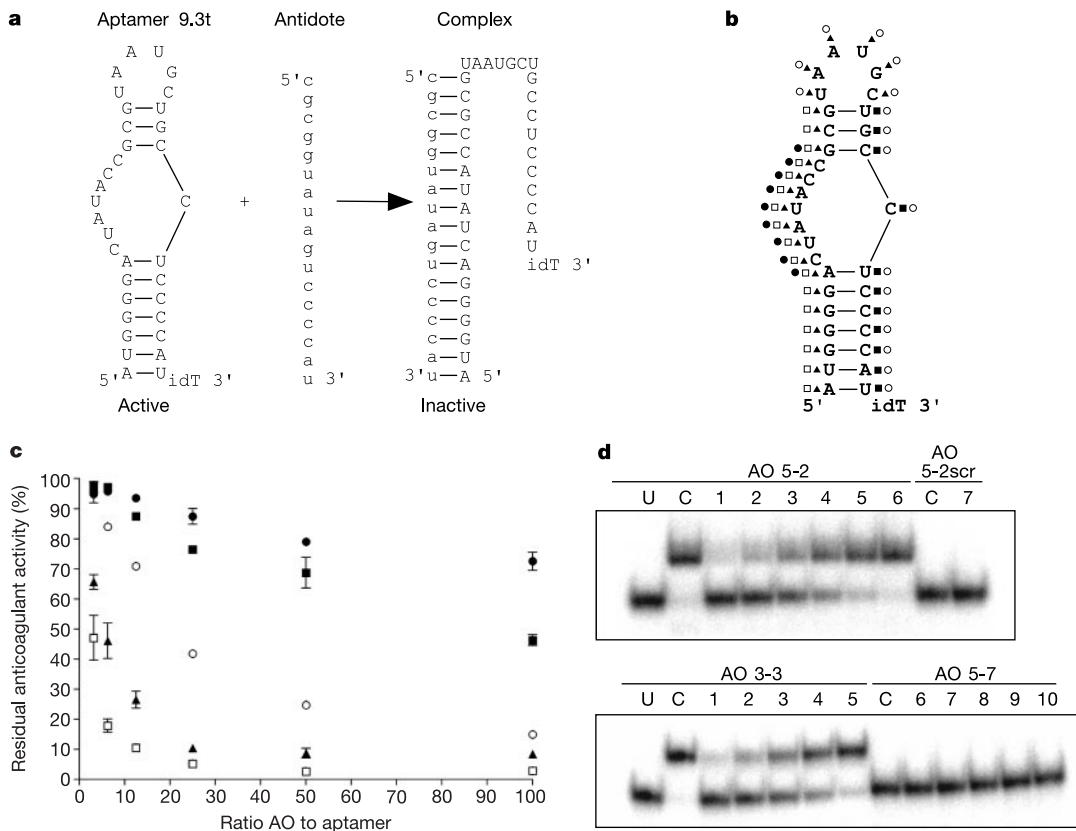 a
Aptamer 9.3t
A U
A G
U C
G U
C G
G C
C
C
A C
U
A
U
C
A U
G C
G C
G C
G C
U A
5' A U idT 3'
Active
+
Antidote
5' c
g
c
g
g
u
a
u
a
g
u
c
c
c
c
a
u 3'
Complex
UAAUGCU
5' c G G
g C C
c G C
g C U
g C C
u A C
a U C
u A C
a U A
g C U
u A idT 3'
c G
c G
c G
c G
a U
3' u A 5'
Inactive
b
A U
A G
U C
G U
C G
G C
C
C
A C
U
A
U
C
A U
G C
G C
G C
G C
U A
A U
5' idT 3'
c
Residual anticoagulant activity (%)
100
90
80
70
60
50
40
30
20
10
0
0 10 20 30 40 50 60 70 80 90 100
Ratio AO to aptamer
d
AO 5-2
AO
5-2scr
U C 1 2 3 4 5 6 C 7
AO 3-3 AO 5-7
U C 1 2 3 4 5 C 6 7 8 9 10